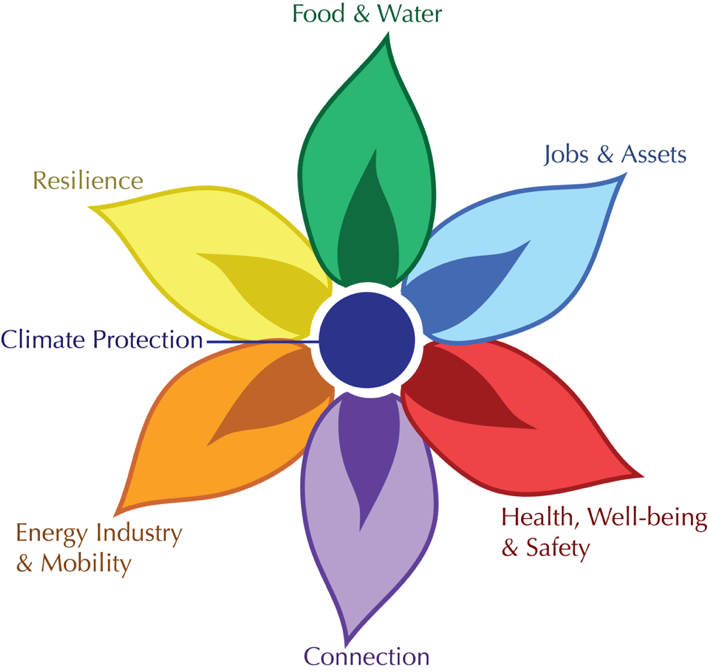 Food & Water
Jobs & Assets
Resilience
Climate Protection
Health, Well-being
& Safety
Energy Industry
& Mobility
Connection